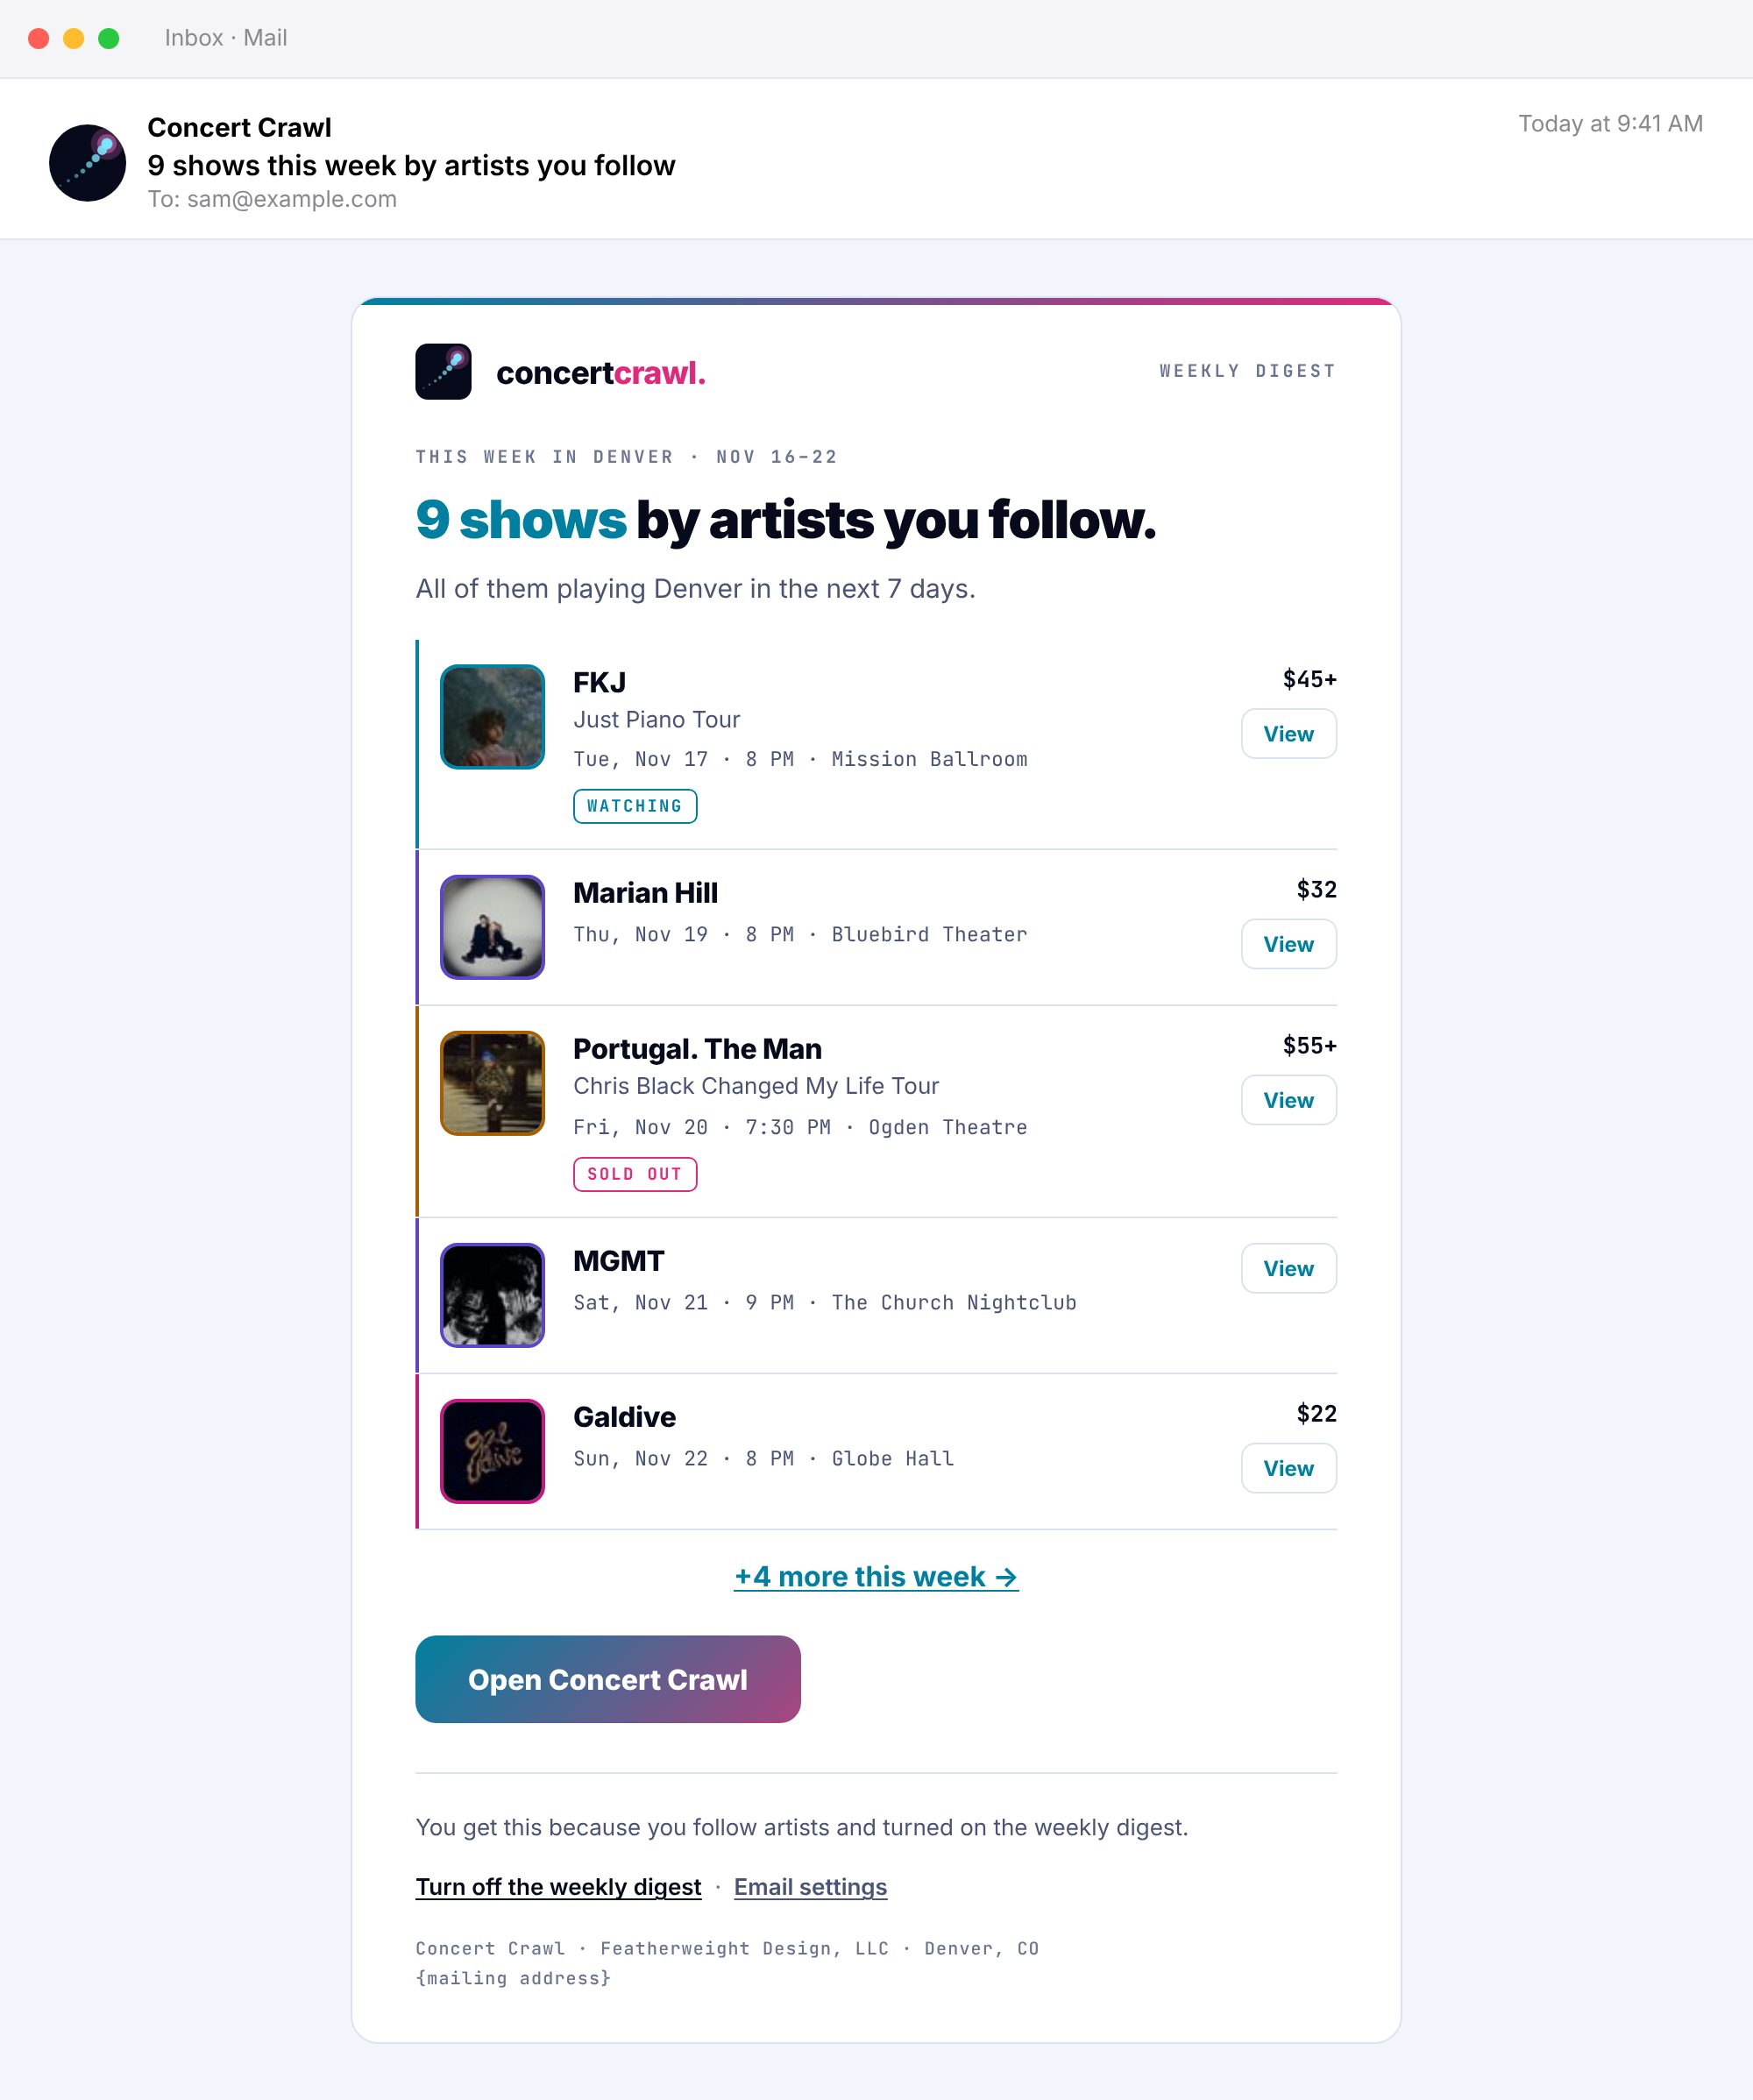 Inbox · Mail
Concert Crawl
Today at 9:41 AM
9 shows this week by artists you follow
To: sam@example.com
concertcrawl.
WEEKLY DIGEST
THIS WEEK IN DENVER · NOV 16–22
9 shows by artists you follow.
All of them playing Denver in the next 7 days.
FKJ
$45+
Just Piano Tour
View
Tue, Nov 17 · 8 PM · Mission Ballroom
WATCHING
Marian Hill
$32
Thu, Nov 19 · 8 PM · Bluebird Theater
View
Portugal. The Man
$55+
Chris Black Changed My Life Tour
View
Fri, Nov 20 · 7:30 PM · Ogden Theatre
SOLD OUT
MGMT
View
Sat, Nov 21 · 9 PM · The Church Nightclub
gal
dive
Galdive
$22
Sun, Nov 22 · 8 PM · Globe Hall
View
+4 more this week →
Open Concert Crawl
You get this because you follow artists and turned on the weekly digest.
Turn off the weekly digest · Email settings
Concert Crawl · Featherweight Design, LLC · Denver, CO
{mailing address}